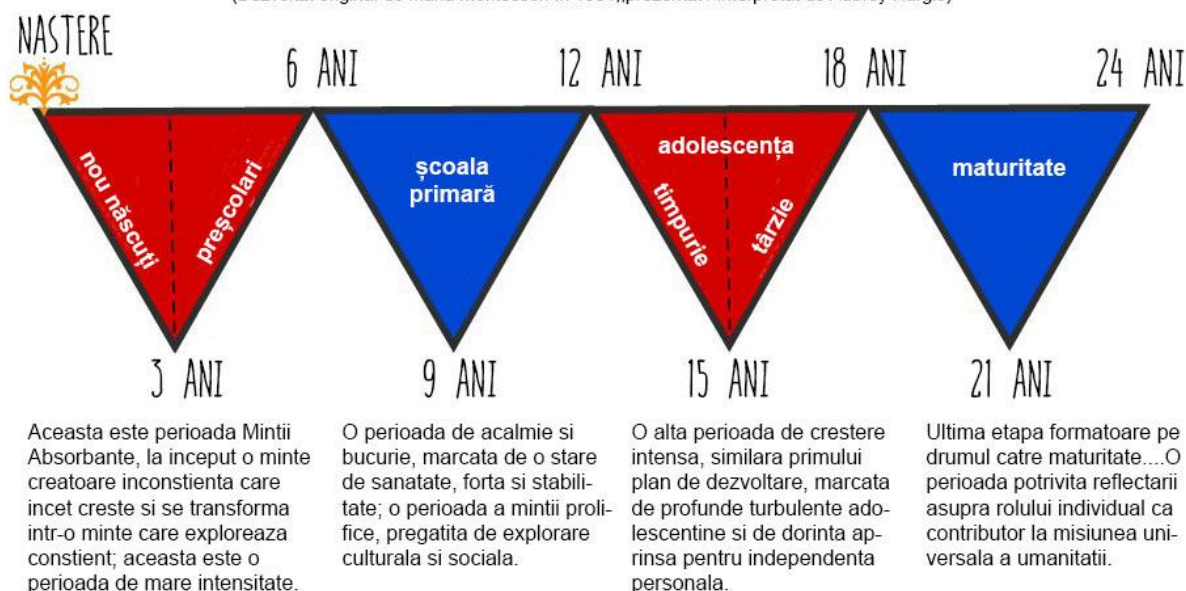 NASTERE
6 ANI
12 ANI
18 ANI
24 ANI
nou născuți
preșcolari
școala
primară
adolescența
timpurie
târzie
maturitate
3 ANI
9 ANI
15 ANI
21 ANI
Aceasta este perioada Mintii
Absorbante, la inceput o minte
creatoare inconstienta care
incet creste si se transforma
intr-o minte care exploreaza
constient; aceasta este o
perioada de mare intensitate.
O perioada de acalmie si
bucurie, marcata de o stare
de sanatate, forta si stabili-
tate; o perioada a mintii proli-
fice, pregatita de explorare
culturala si sociala.
O alta perioada de crestere
intensa, similara primului
plan de dezvoltare, marcata
de profunde turbulente ado-
lescentine si de dorinta ap-
rinsa pentru independenta
personala.
Ultima etapa formatoare pe
drumul catre maturitate....O
perioada potrivita reflectarii
asupra rolului individual ca
contributor la misiunea uni-
versala a umanitatii.